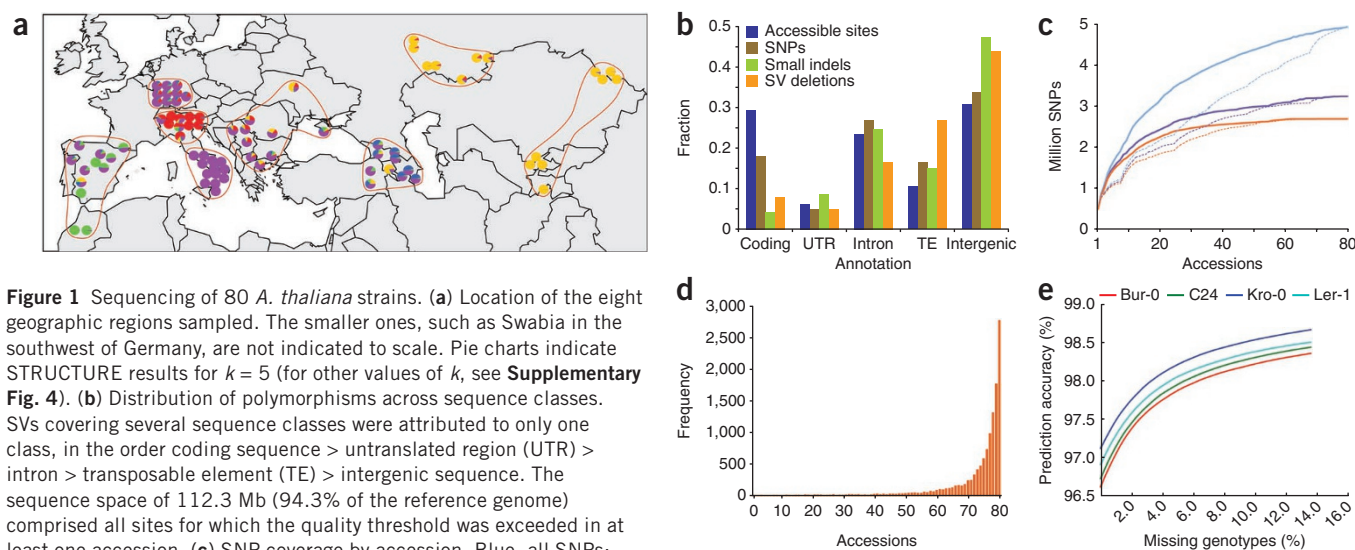 a
b
Accessible sites
SNPs
Small indels
SV deletions
0.5
0.4
0.3
0.2
0.1
0
Fraction
Coding UTR Intron TE Intergenic
Annotation
c
5
4
3
2
1
0
Million SNPs
1 20 40 60 80
Accessions
Figure 1 Sequencing of 80 A. thaliana strains. (a) Location of the eight
geographic regions sampled. The smaller ones, such as Swabia in the
southwest of Germany, are not indicated to scale. Pie charts indicate
STRUCTURE results for k = 5 (for other values of k, see Supplementary
Fig. 4). (b) Distribution of polymorphisms across sequence classes.
SVs covering several sequence classes were attributed to only one
class, in the order coding sequence > untranslated region (UTR) >
intron > transposable element (TE) > intergenic sequence. The
sequence space of 112.3 Mb (94.3% of the reference genome)
comprised all sites for which the quality threshold was exceeded in at
least one accession. (c) SNP coverage by accession. Blue, all SNPs;
d
3,000
2,500
2,000
1,500
1,000
500
0
Frequency
0 10 20 30 40 50 60 70 80
Accessions
e
Bur-0 C24 Kro-0 Ler-1
99.0
98.5
98.0
97.5
97.0
96.5
Prediction accuracy (%)
2.0 4.0 6.0 8.0 10.0 12.0 14.0 16.0
Missing genotypes (%)